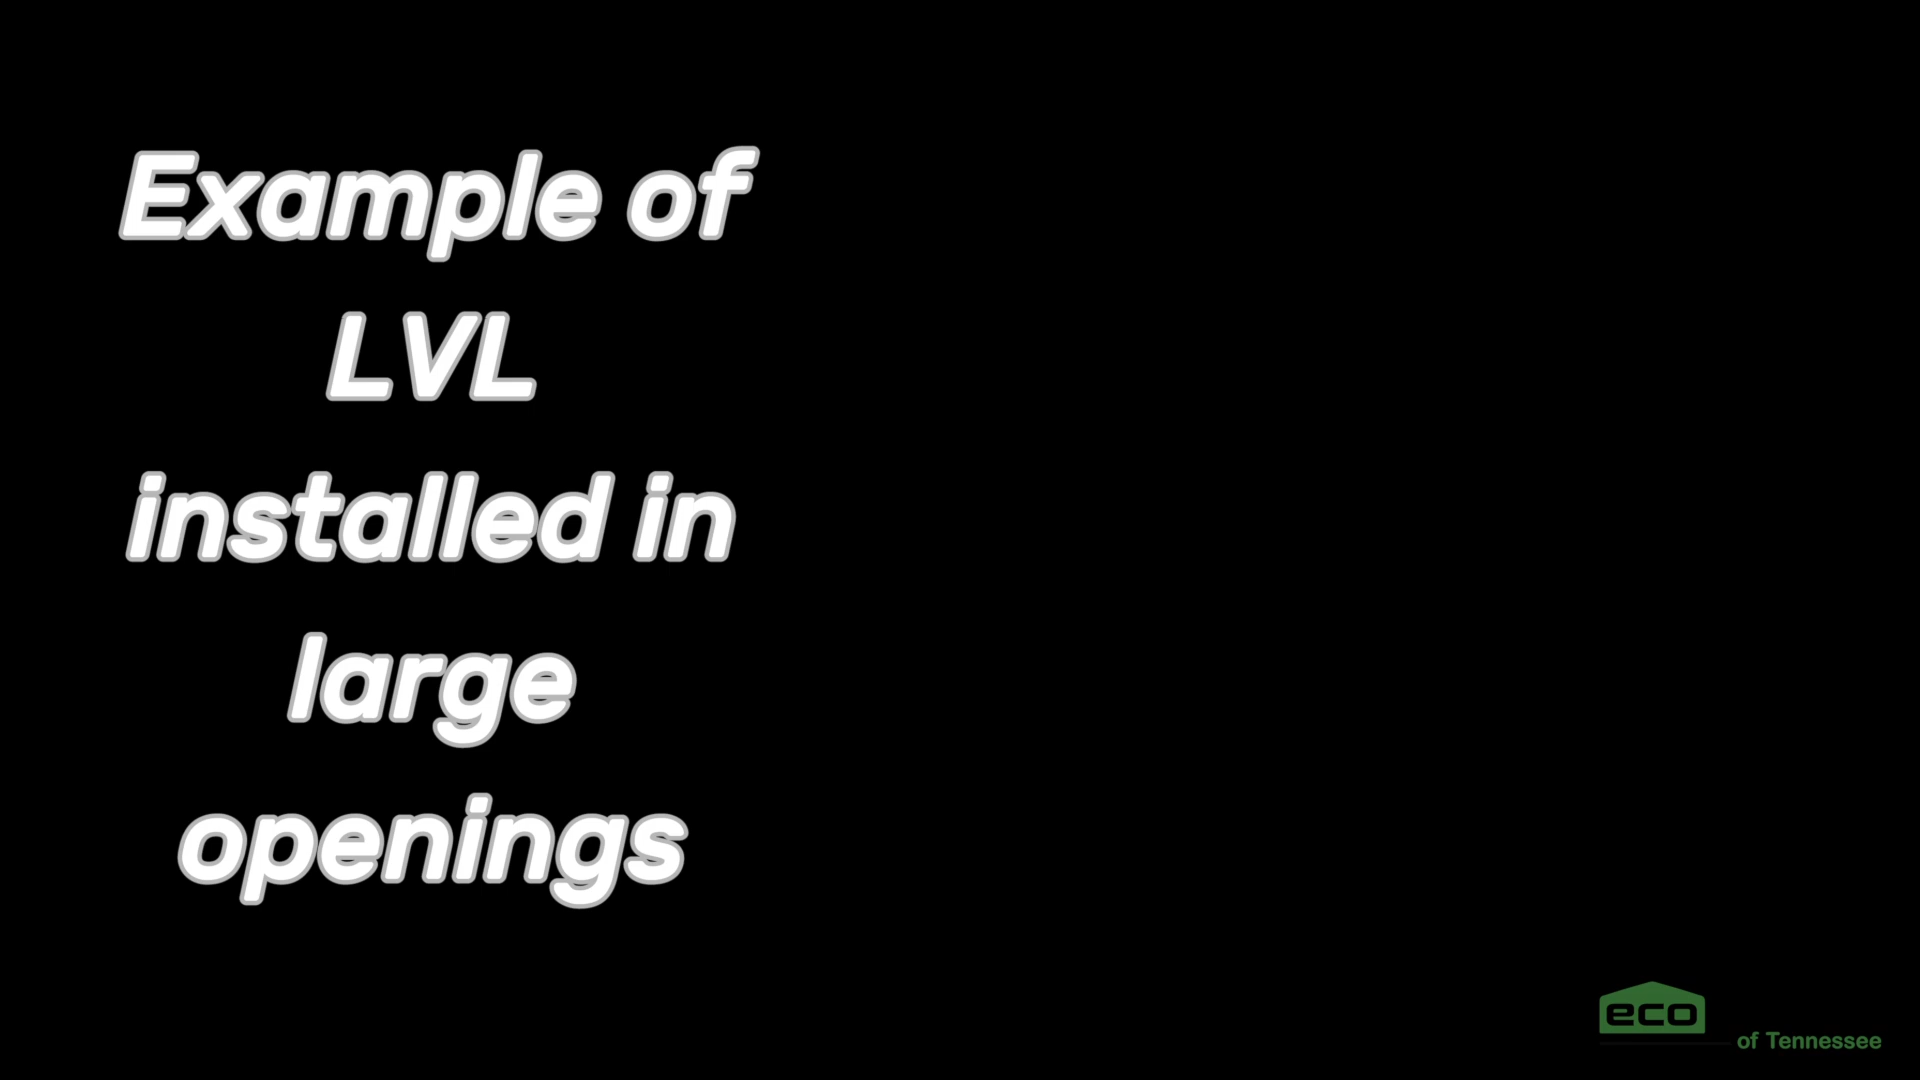 Example of
LVL
installed in
large
openings
eco
of Tennessee